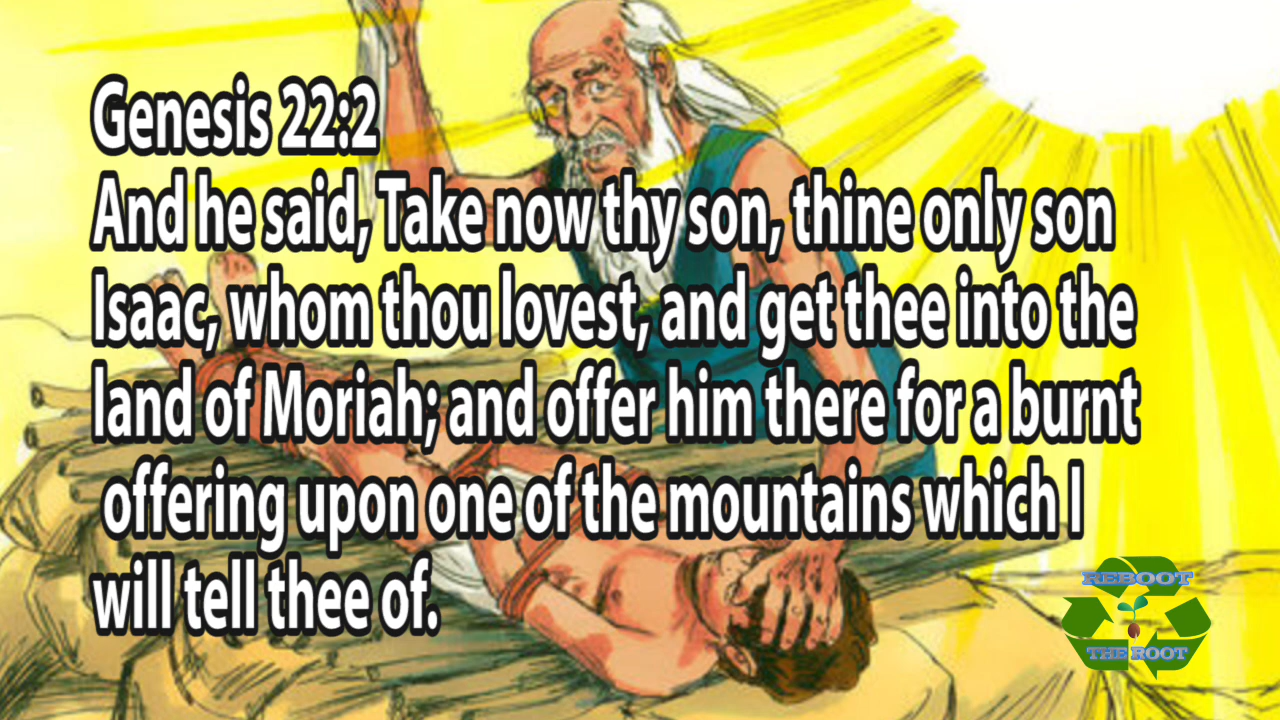 Genesis 22:2
And he said, Take now thy son, thine only son
Isaac, whom thou lovest, and get thee into the
land of Moriah; and offer him there for a burnt
offering upon one of the mountains which I
will tell thee of.
REBOOT
THE ROOT